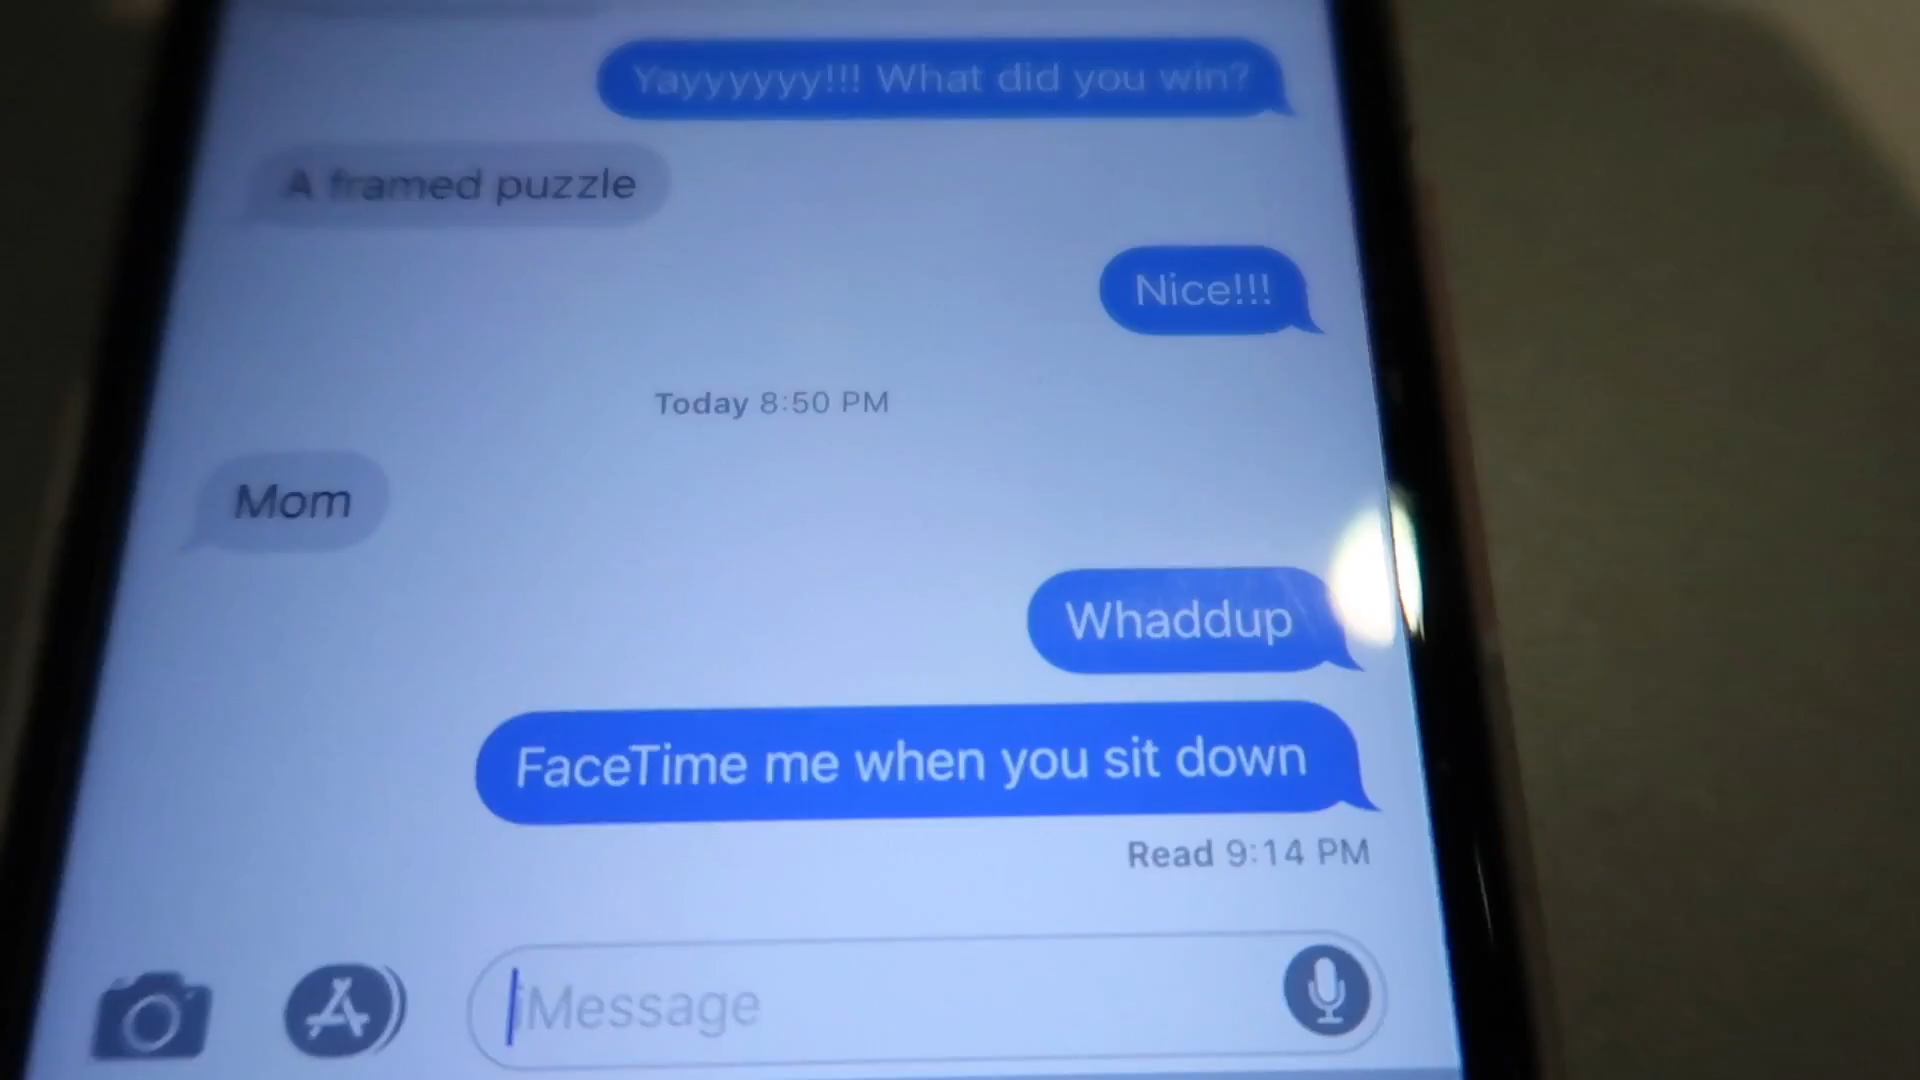 Yayyyyyy!!! What did you win?
A framed puzzle
Nice!!!
Today 8:50 PM
Mom
Whaddup
FaceTime me when you sit down
Read 9:14 PM
iMessage